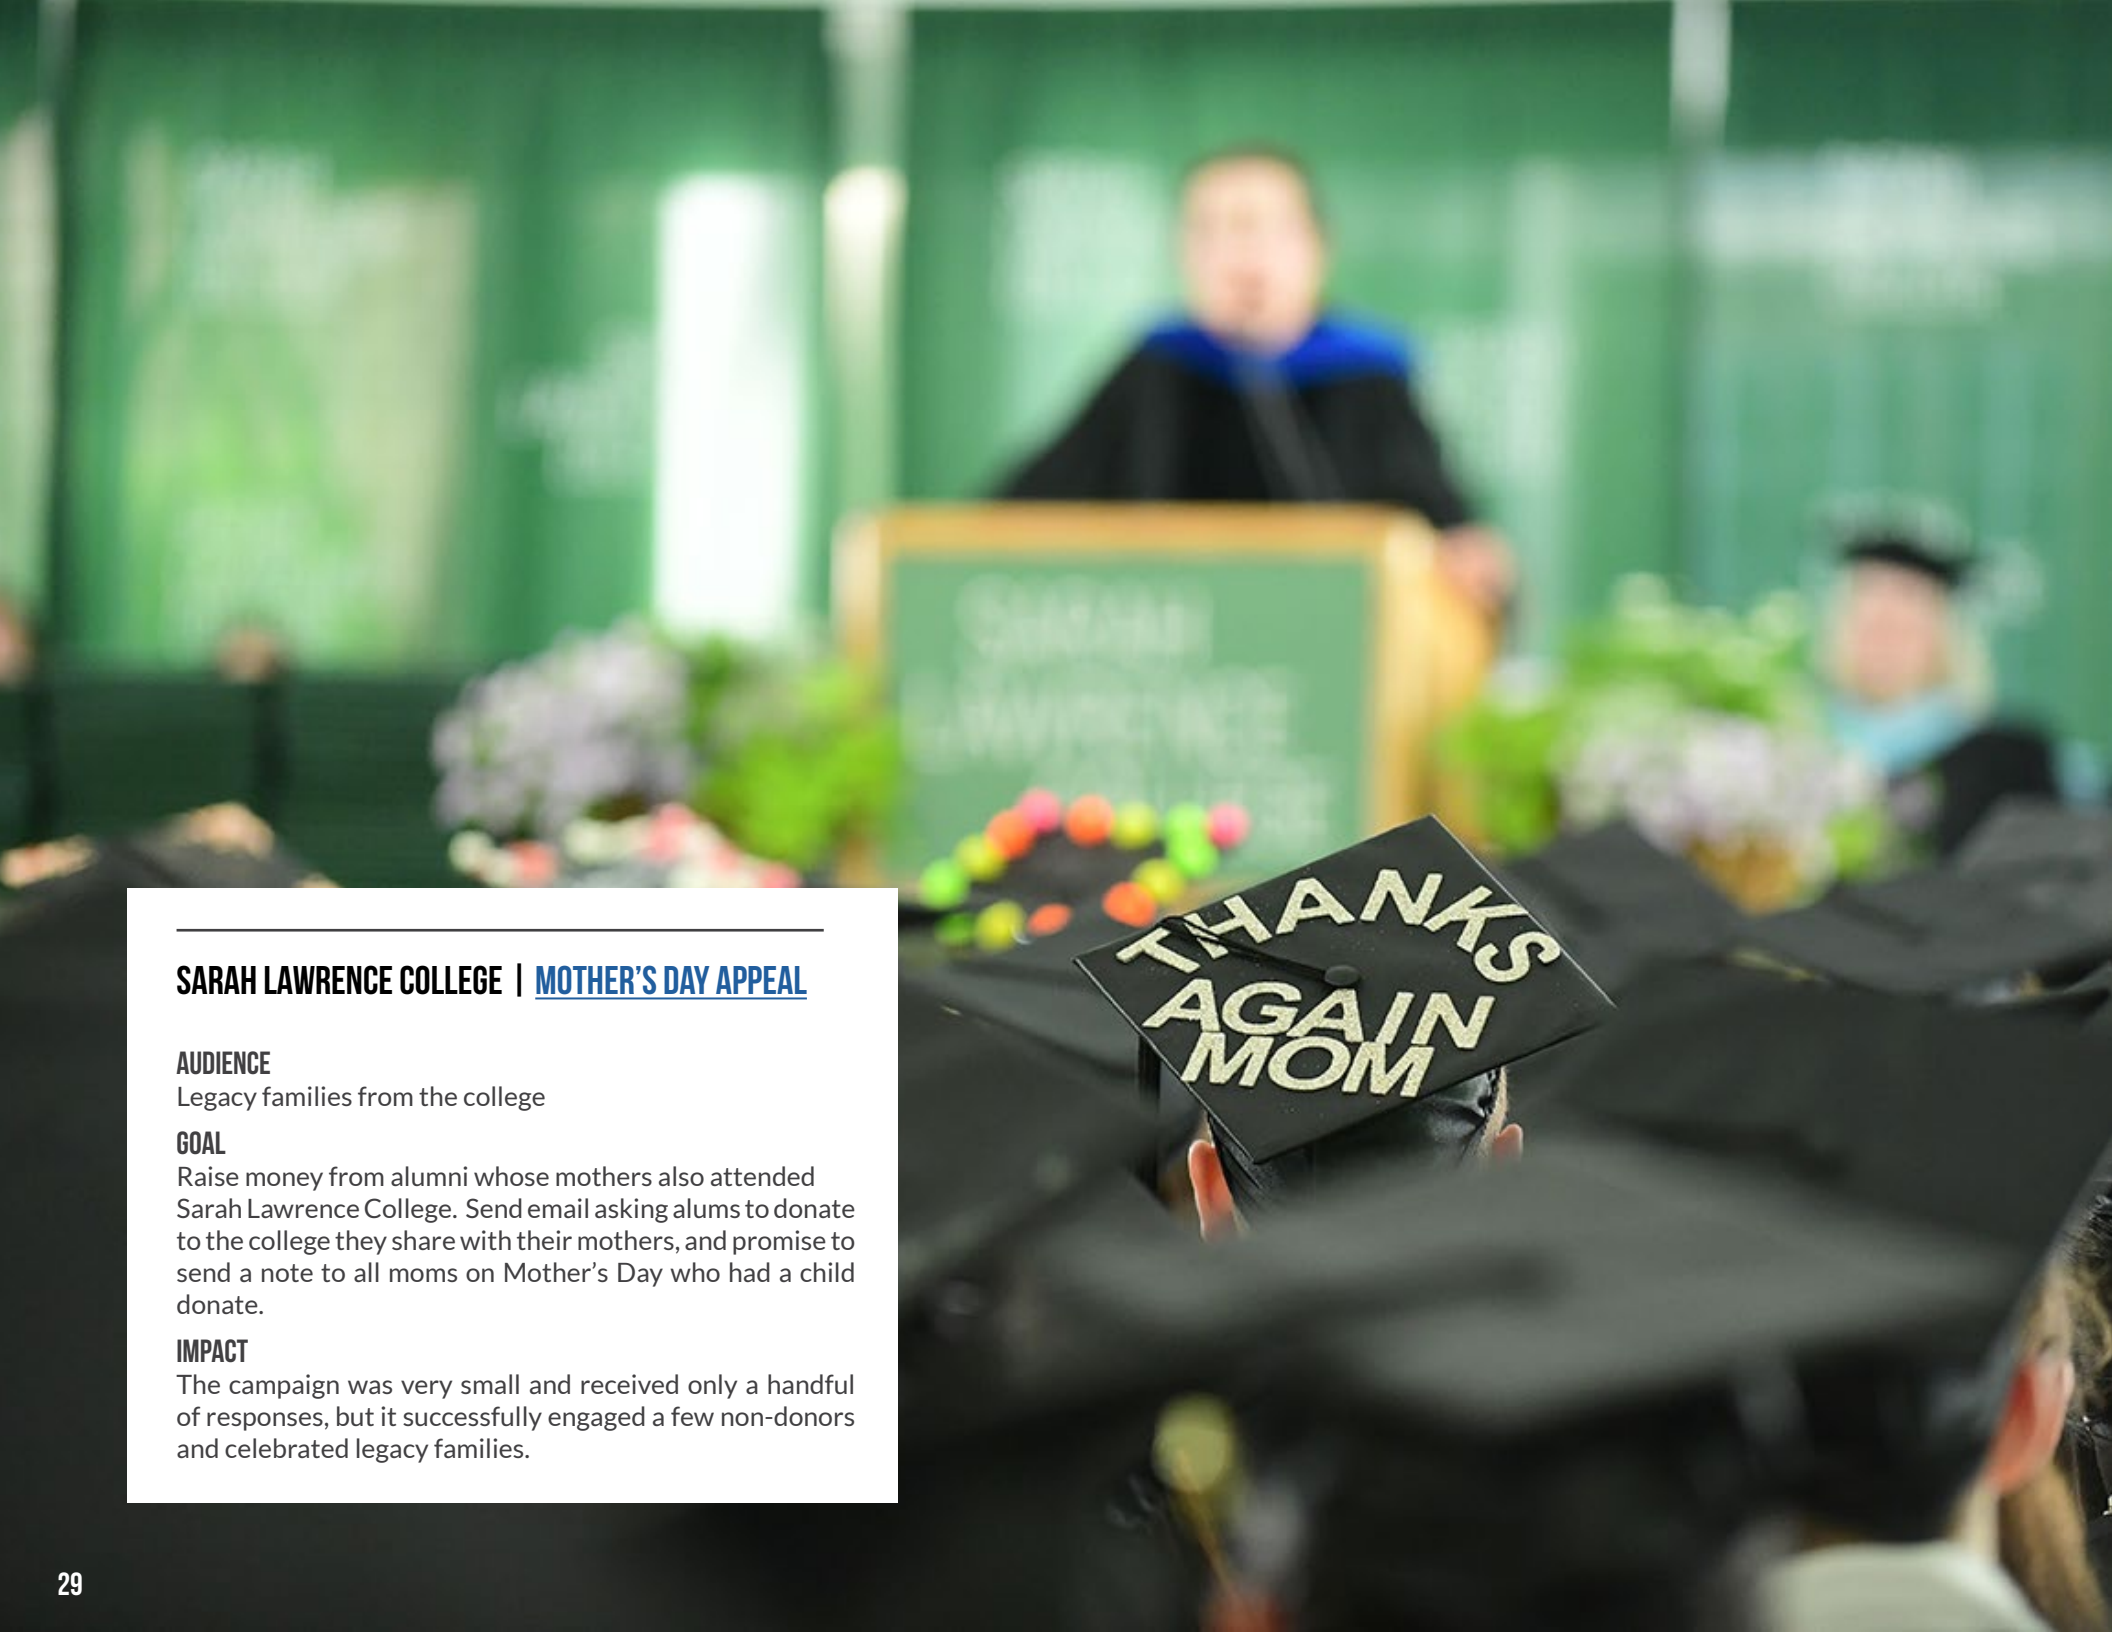 SARAH
LAWRENCE
THANKS
AGAIN
MOM
SARAH LAWRENCE COLLEGE | MOTHER'S DAY APPEAL
AUDIENCE
Legacy families from the college
GOAL
Raise money from alumni whose mothers also attended
Sarah Lawrence College. Send email asking alums to donate
to the college they share with their mothers, and promise to
send a note to all moms on Mother's Day who had a child
donate.
IMPACT
The campaign was very small and received only a handful
of responses, but it successfully engaged a few non-donors
and celebrated legacy families.
29